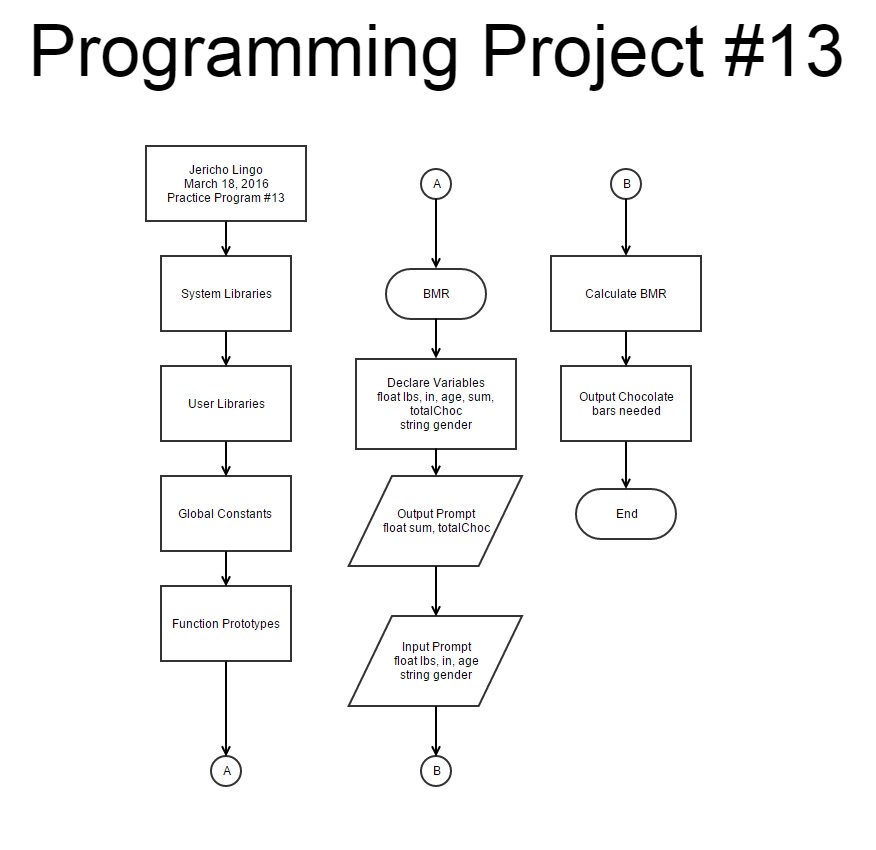 Programming Project #13
Jericho Lingo
March 18, 2016
Practice Program #13
System Libraries
User Libraries
Global Constants
Function Prototypes
A
A
BMR
Declare Variables
float lbs, in, age, sum,
totalChoc
string gender
Output Prompt
float sum, totalChoc
Input Prompt
float lbs, in, age
string gender
B
B
Calculate BMR
Output Chocolate
bars needed
End